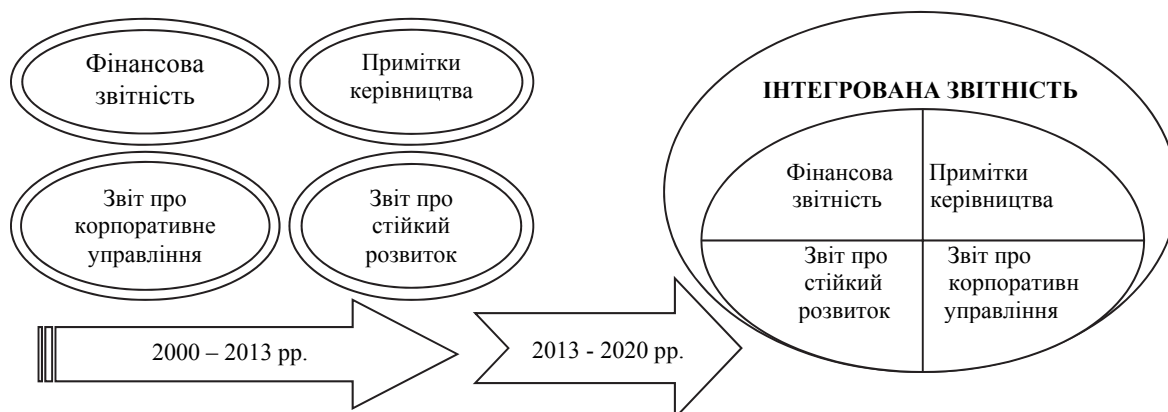 Фінансова
звітність
Примітки
керівництва
Звіт про
корпоративне
управління
Звіт про
стійкий
розвиток
2000 – 2013 рр.
2013 - 2020 рр.
ІНТЕГРОВАНА ЗВІТНІСТЬ
Фінансова
звітність
Примітки
керівництва
Звіт про
стійкий
розвиток
Звіт про
корпоративн
управління